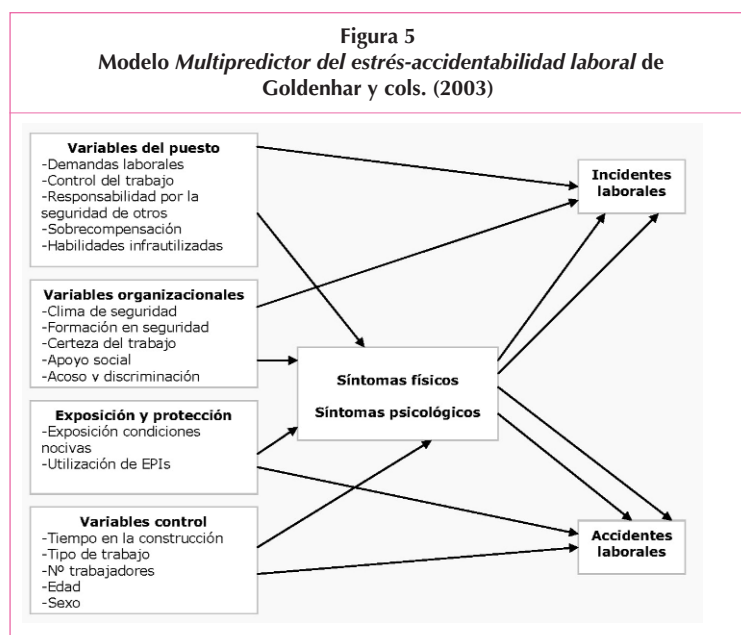 Figura 5
Modelo Multipredictor del estrés-accidentabilidad laboral de
Goldenhar y cols. (2003)
Variables del puesto
-Demandas laborales
-Control del trabajo
-Responsabilidad por la
seguridad de otros
-Sobrecompensación
-Habilidades infrautilizadas
Variables organizacionales
-Clima de seguridad
-Formación en seguridad
-Certeza del trabajo
-Apoyo social
-Acoso y discriminación
Exposición y protección
-Exposición condiciones
nocivas
-Utilización de EPIs
Variables control
-Tiempo en la construcción
-Tipo de trabajo
-Nº trabajadores
-Edad
-Sexo
Síntomas físicos
Síntomas psicológicos
Incidentes
laborales
Accidentes
laborales